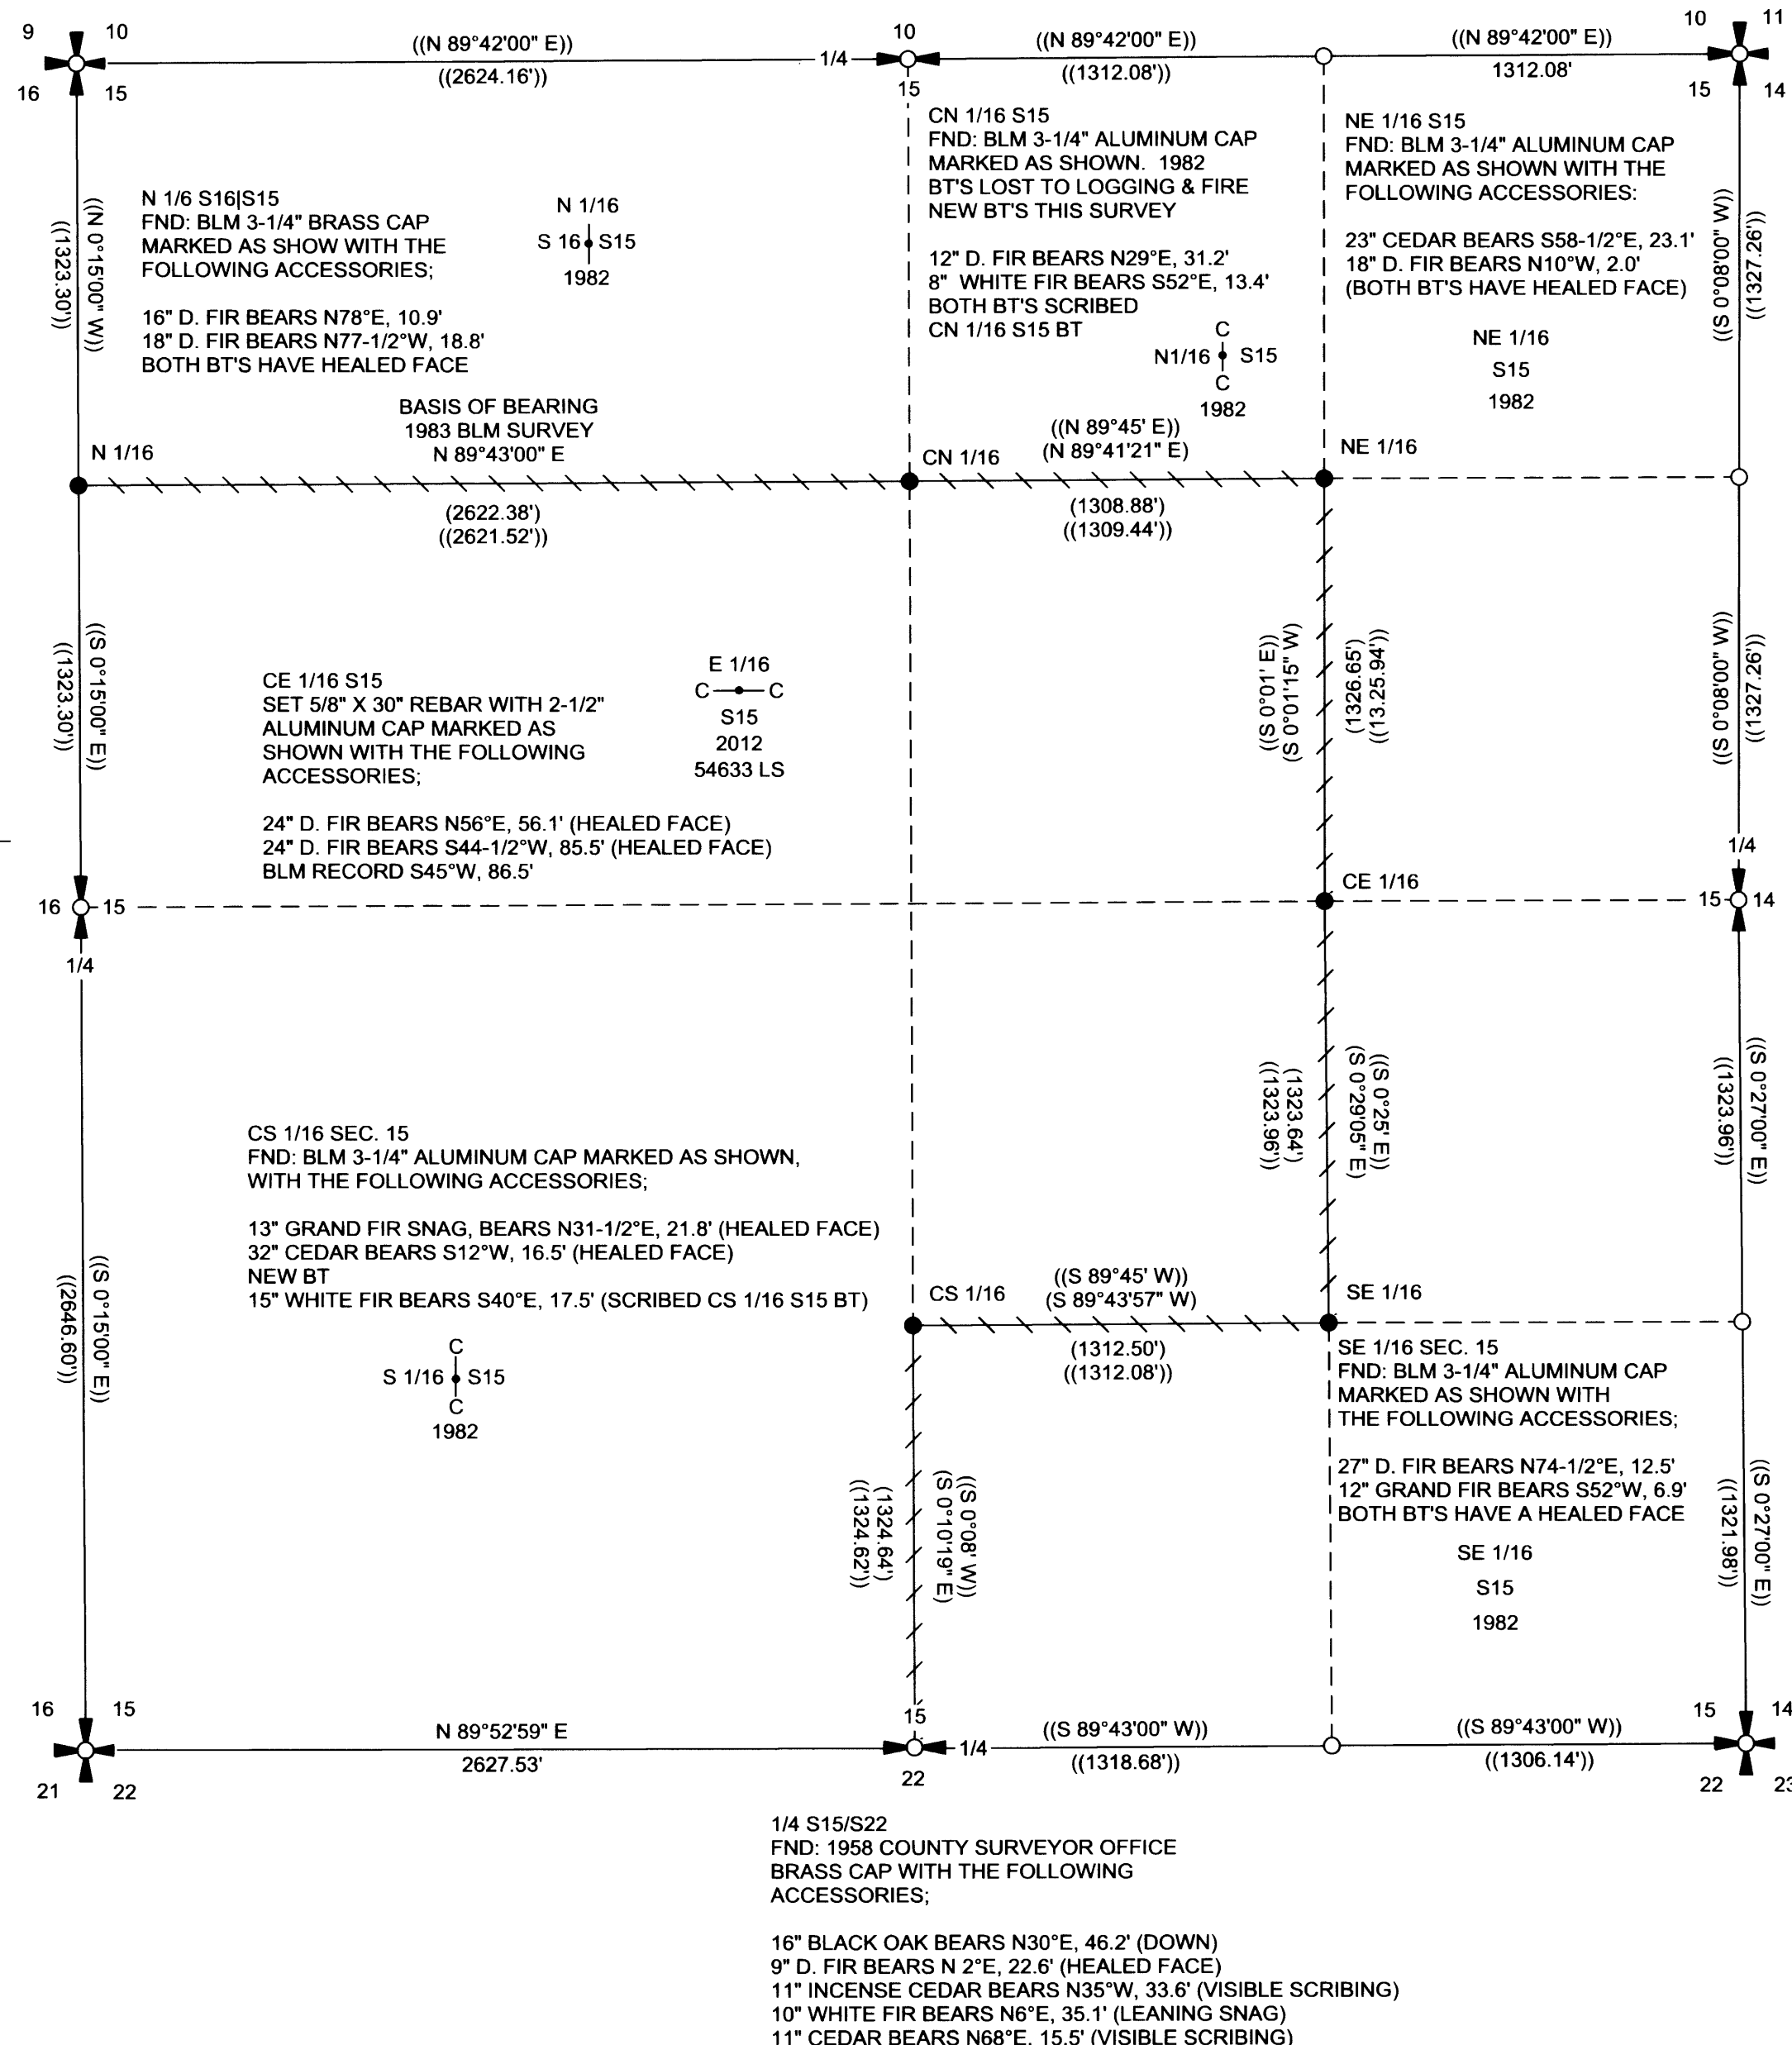 9
10
((N 89°42'00" E))
10
((N 89°42'00" E))
((N 89°42'00" E))
10
11
1/4
16
15
((2624.16'))
15
((1312.08'))
1312.08'
15
14
((N 0°15'00" W))
((1323.30'))
N 1/6 S16|S15
FND: BLM 3-1/4" BRASS CAP
MARKED AS SHOW WITH THE
FOLLOWING ACCESSORIES;
16" D. FIR BEARS N78°E, 10.9'
18" D. FIR BEARS N77-1/2°W, 18.8'
BOTH BT'S HAVE HEALED FACE
N 1/16
S 16 S15
1982
CN 1/16 S15
FND: BLM 3-1/4" ALUMINUM CAP
MARKED AS SHOWN. 1982
BT'S LOST TO LOGGING & FIRE
NEW BT'S THIS SURVEY
12" D. FIR BEARS N29°E, 31.2'
8" WHITE FIR BEARS S52°E, 13.4'
BOTH BT'S SCRIBED
CN 1/16 S15 BT
C
N1/16 S15
C
1982
NE 1/16 S15
FND: BLM 3-1/4" ALUMINUM CAP
MARKED AS SHOWN WITH THE
FOLLOWING ACCESSORIES:
23" CEDAR BEARS S58-1/2°E, 23.1'
18" D. FIR BEARS N10°W, 2.0'
(BOTH BT'S HAVE HEALED FACE)
NE 1/16
S15
1982
((S 0°08'00" W))
((1327.26'))
BASIS OF BEARING
1983 BLM SURVEY
N 89°43'00" E
N 1/16
CN 1/16
((N 89°45' E))
(N 89°41'21" E)
NE 1/16
(2622.38')
((2621.52'))
(1308.88')
((1309.44'))
((S 0°15'00" E))
((1323.30'))
CE 1/16 S15
SET 5/8" X 30" REBAR WITH 2-1/2"
ALUMINUM CAP MARKED AS
SHOWN WITH THE FOLLOWING
ACCESSORIES;
24" D. FIR BEARS N56°E, 56.1' (HEALED FACE)
24" D. FIR BEARS S44-1/2°W, 85.5' (HEALED FACE)
BLM RECORD S45°W, 86.5'
E 1/16
C C
S15
2012
54633 LS
((S 0°01' E))
(S 0°01'15" W)
(1326.65')
((13.25.94'))
((S 0°08'00" W))
((1327.26'))
1/4
CE 1/16
16
15
15
14
1/4
((S 0°15'00" E))
((2646.60'))
CS 1/16 SEC. 15
FND: BLM 3-1/4" ALUMINUM CAP MARKED AS SHOWN,
WITH THE FOLLOWING ACCESSORIES;
13" GRAND FIR SNAG, BEARS N31-1/2°E, 21.8' (HEALED FACE)
32" CEDAR BEARS S12°W, 16.5' (HEALED FACE)
NEW BT
15" WHITE FIR BEARS S40°E, 17.5' (SCRIBED CS 1/16 S15 BT)
C
S 1/16 S15
C
1982
(1323.64')
((1323.96'))
((S 0°25' E))
(S 0°29'05" E)
((S 0°27'00" E))
((1323.96'))
CS 1/16
((S 89°45' W))
(S 89°43'57" W)
SE 1/16
(1312.50')
((1312.08'))
SE 1/16 SEC. 15
FND: BLM 3-1/4" ALUMINUM CAP
MARKED AS SHOWN WITH
THE FOLLOWING ACCESSORIES;
27" D. FIR BEARS N74-1/2°E, 12.5'
12" GRAND FIR BEARS S52°W, 6.9'
BOTH BT'S HAVE A HEALED FACE
SE 1/16
S15
1982
(1324.64')
((1324.62'))
((S 0°08' W))
(S 0°10'19" E)
((S 0°27'00" E))
((1321.98'))
16
15
N 89°52'59" E
15
((S 89°43'00" W))
((S 89°43'00" W))
15
14
1/4
21
22
2627.53'
22
((1318.68'))
((1306.14'))
22
23
1/4 S15/S22
FND: 1958 COUNTY SURVEYOR OFFICE
BRASS CAP WITH THE FOLLOWING
ACCESSORIES;
16" BLACK OAK BEARS N30°E, 46.2' (DOWN)
9" D. FIR BEARS N 2°E, 22.6' (HEALED FACE)
11" INCENSE CEDAR BEARS N35°W, 33.6' (VISIBLE SCRIBING)
10" WHITE FIR BEARS N6°E, 35.1' (LEANING SNAG)
11" CEDAR BEARS N68°E, 15.5' (VISIBLE SCRIBING)